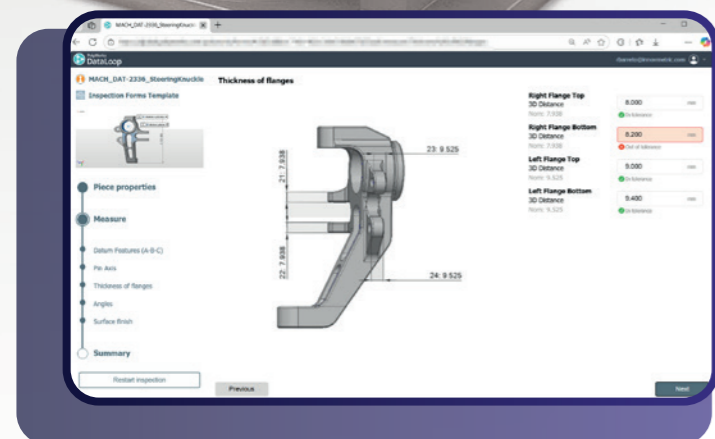 MACH_DAT-2336_SteeringKnuckle
PolyWorks
DataLoop
MACH_DAT-2336_SteeringKnuckle
Inspection Forms Template
Piece properties
Measure
Datum Features (A-B-C)
Pin Axis
Thickness of flanges
Angles
Surface finish
Summary
Restart inspection
Thickness of flanges
21: 7.938
22: 7.938
23: 9.525
24: 9.525
Right Flange Top
3D Distance
Nom: 7.938
8.000 mm
In tolerance
Right Flange Bottom
3D Distance
Nom: 7.938
8.200 mm
Out of tolerance
Left Flange Top
3D Distance
Nom: 9.525
9.000 mm
In tolerance
Left Flange Bottom
3D Distance
Nom: 9.525
9.400 mm
In tolerance
Previous
Next